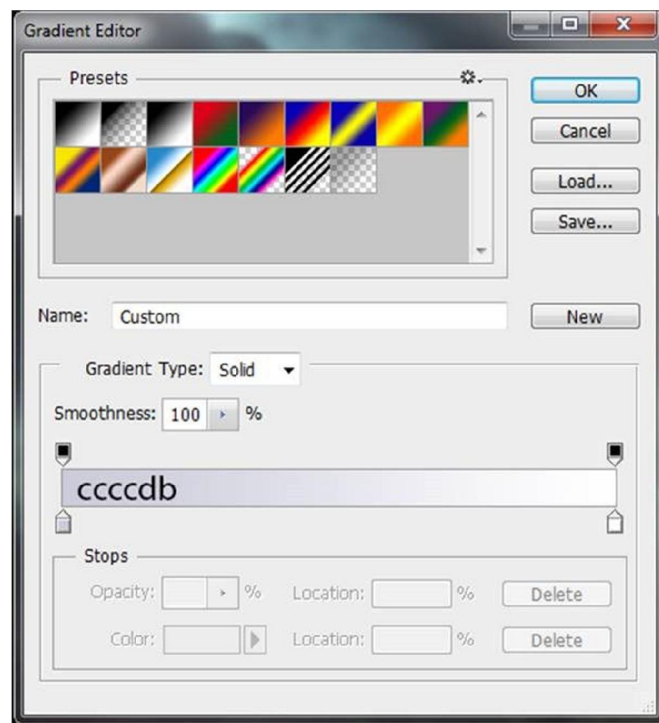 Gradient Editor
Presets
OK
Cancel
Load...
Save...
Name: Custom
New
Gradient Type: Solid
Smoothness: 100 %
ccccdb
Stops
Opacity: % Location: % Delete
Color: Location: % Delete